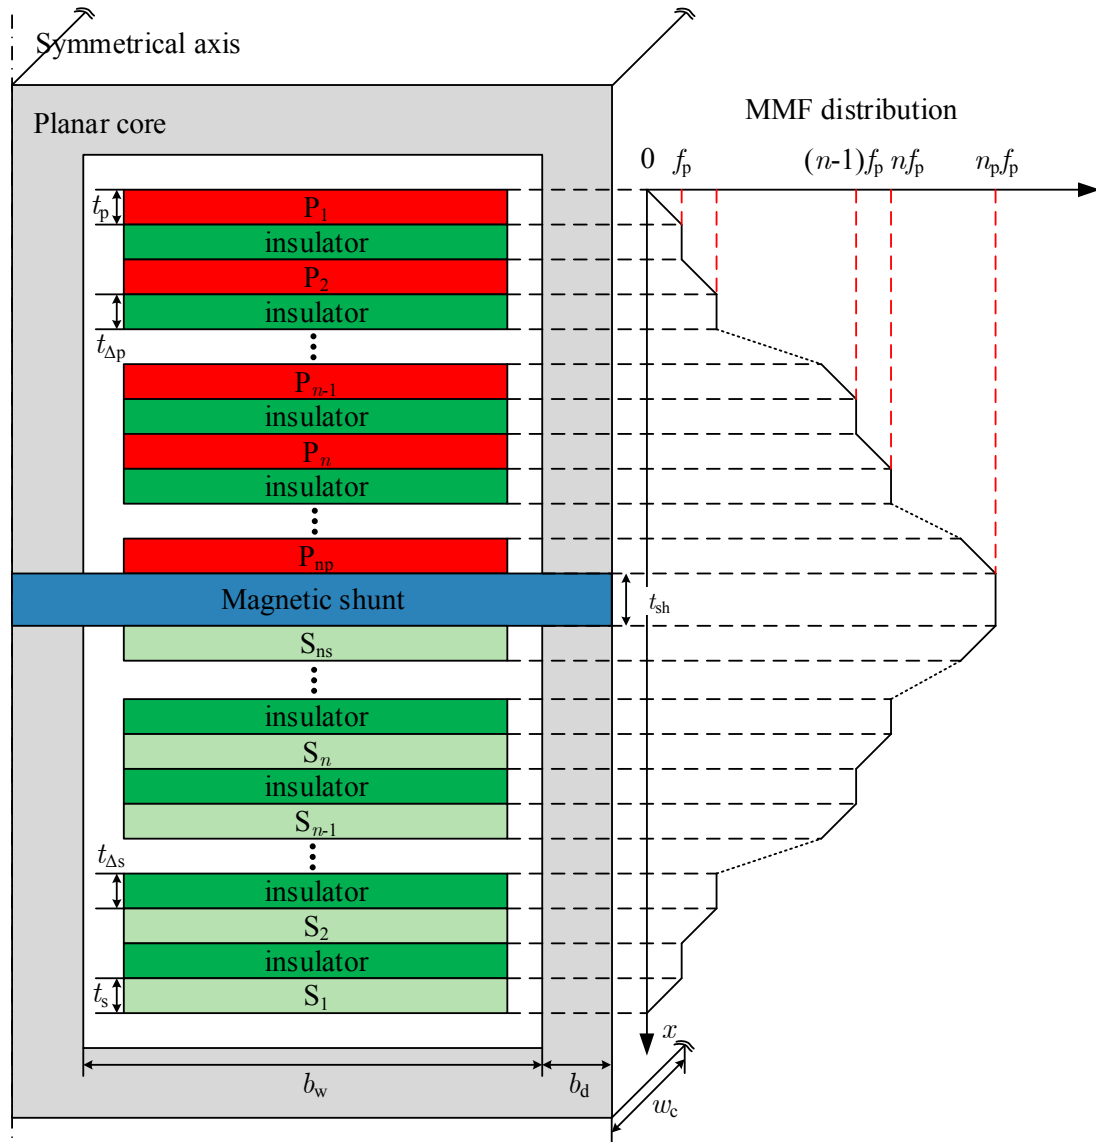 Symmetrical axis
Planar core
MMF distribution
0 fp (n-1)fp nfp npfp
tp
P1
insulator
P2
insulator
tΔp
Pn-1
insulator
Pn
insulator
Pnp
Magnetic shunt
tsh
Sns
insulator
Sn
insulator
Sn-1
tΔs
insulator
S2
insulator
ts
S1
x
bw
bd
wc